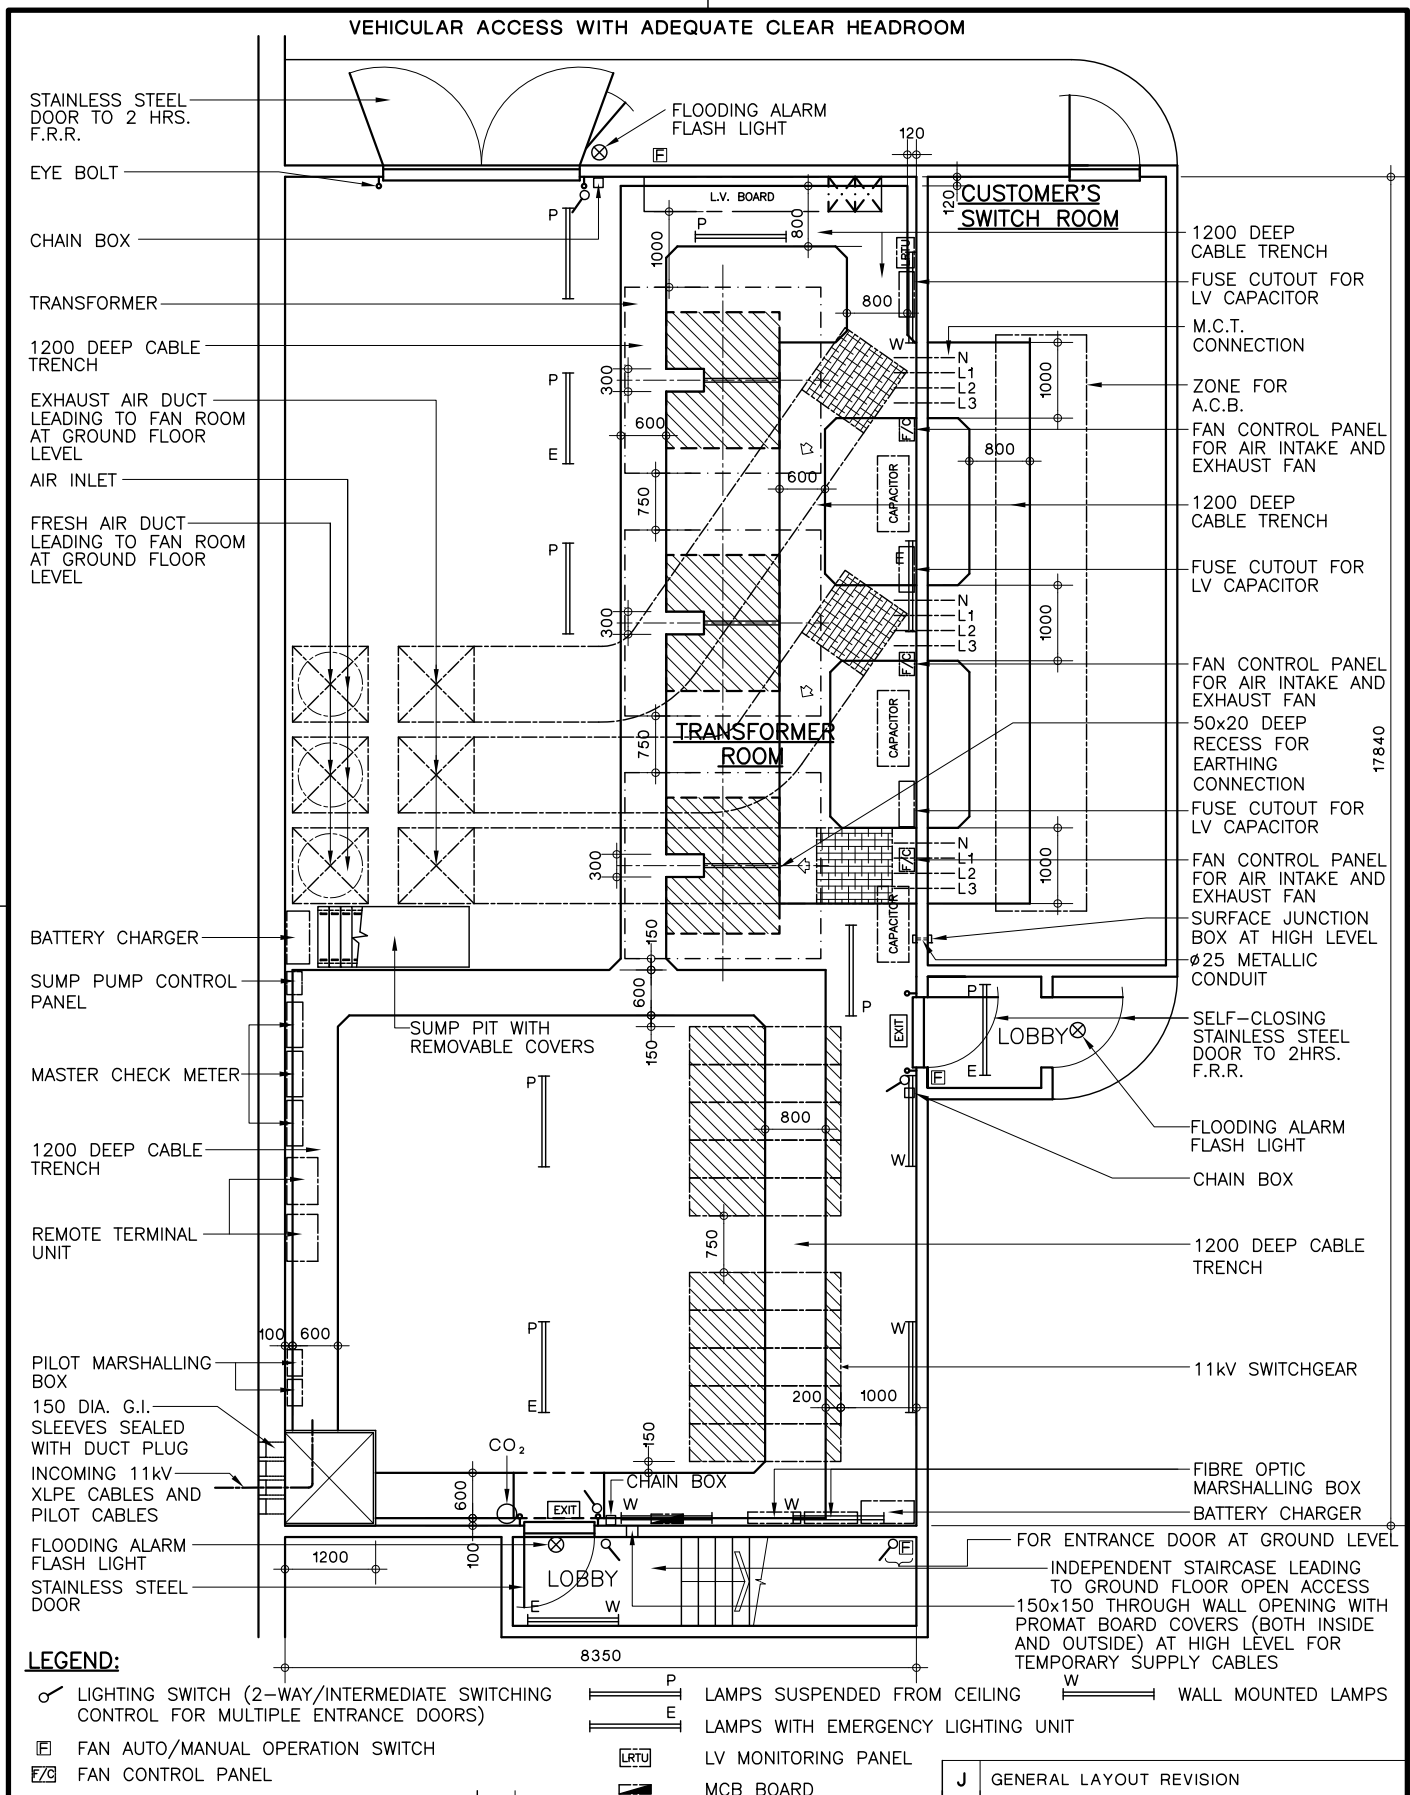 VEHICULAR ACCESS WITH ADEQUATE CLEAR HEADROOM
STAINLESS STEEL
DOOR TO 2 HRS.
F.R.R.
EYE BOLT
CHAIN BOX
TRANSFORMER
1200 DEEP CABLE
TRENCH
EXHAUST AIR DUCT
LEADING TO FAN ROOM
AT GROUND FLOOR
LEVEL
AIR INLET
FRESH AIR DUCT
LEADING TO FAN ROOM
AT GROUND FLOOR
LEVEL
BATTERY CHARGER
SUMP PUMP CONTROL
PANEL
MASTER CHECK METER
1200 DEEP CABLE
TRENCH
REMOTE TERMINAL
UNIT
PILOT MARSHALLING
BOX
150 DIA. G.I.
SLEEVES SEALED
WITH DUCT PLUG
INCOMING 11kV
XLPE CABLES AND
PILOT CABLES
FLOODING ALARM
FLASH LIGHT
STAINLESS STEEL
DOOR
FLOODING ALARM
FLASH LIGHT
F
120
120
CUSTOMER'S
SWITCH ROOM
L.V. BOARD
P
P
1000
800
LRTU
800
W
N
L1
L2
L3
P
300
600
E
F/C
1000
800
750
600
CAPACITOR
P
E
N
L1
L2
L3
300
F/C
1000
CAPACITOR
TRANSFORMER
ROOM
750
N
L1
L2
L3
300
F/C
1000
CAPACITOR
150
600
150
P
SUMP PIT WITH
REMOVABLE COVERS
EXIT
P
LOBBY
E
F
P
800
W
750
100
600
P
E
W
200
1000
150
CO₂
600
EXIT
CHAIN BOX
W
W
100
LOBBY
E
W
F
1200
8350
17840
1200 DEEP
CABLE TRENCH
FUSE CUTOUT FOR
LV CAPACITOR
M.C.T.
CONNECTION
ZONE FOR
A.C.B.
FAN CONTROL PANEL
FOR AIR INTAKE AND
EXHAUST FAN
1200 DEEP
CABLE TRENCH
FUSE CUTOUT FOR
LV CAPACITOR
FAN CONTROL PANEL
FOR AIR INTAKE AND
EXHAUST FAN
50x20 DEEP
RECESS FOR
EARTHING
CONNECTION
FUSE CUTOUT FOR
LV CAPACITOR
FAN CONTROL PANEL
FOR AIR INTAKE AND
EXHAUST FAN
SURFACE JUNCTION
BOX AT HIGH LEVEL
ø25 METALLIC
CONDUIT
SELF-CLOSING
STAINLESS STEEL
DOOR TO 2HRS.
F.R.R.
FLOODING ALARM
FLASH LIGHT
CHAIN BOX
1200 DEEP CABLE
TRENCH
11kV SWITCHGEAR
FIBRE OPTIC
MARSHALLING BOX
BATTERY CHARGER
FOR ENTRANCE DOOR AT GROUND LEVEL
INDEPENDENT STAIRCASE LEADING
TO GROUND FLOOR OPEN ACCESS
150x150 THROUGH WALL OPENING WITH
PROMAT BOARD COVERS (BOTH INSIDE
AND OUTSIDE) AT HIGH LEVEL FOR
TEMPORARY SUPPLY CABLES
LEGEND:
LIGHTING SWITCH (2-WAY/INTERMEDIATE SWITCHING
CONTROL FOR MULTIPLE ENTRANCE DOORS)
F FAN AUTO/MANUAL OPERATION SWITCH
F/C FAN CONTROL PANEL
P LAMPS SUSPENDED FROM CEILING
E LAMPS WITH EMERGENCY LIGHTING UNIT
LRTU LV MONITORING PANEL
MCB BOARD
W WALL MOUNTED LAMPS
J GENERAL LAYOUT REVISION